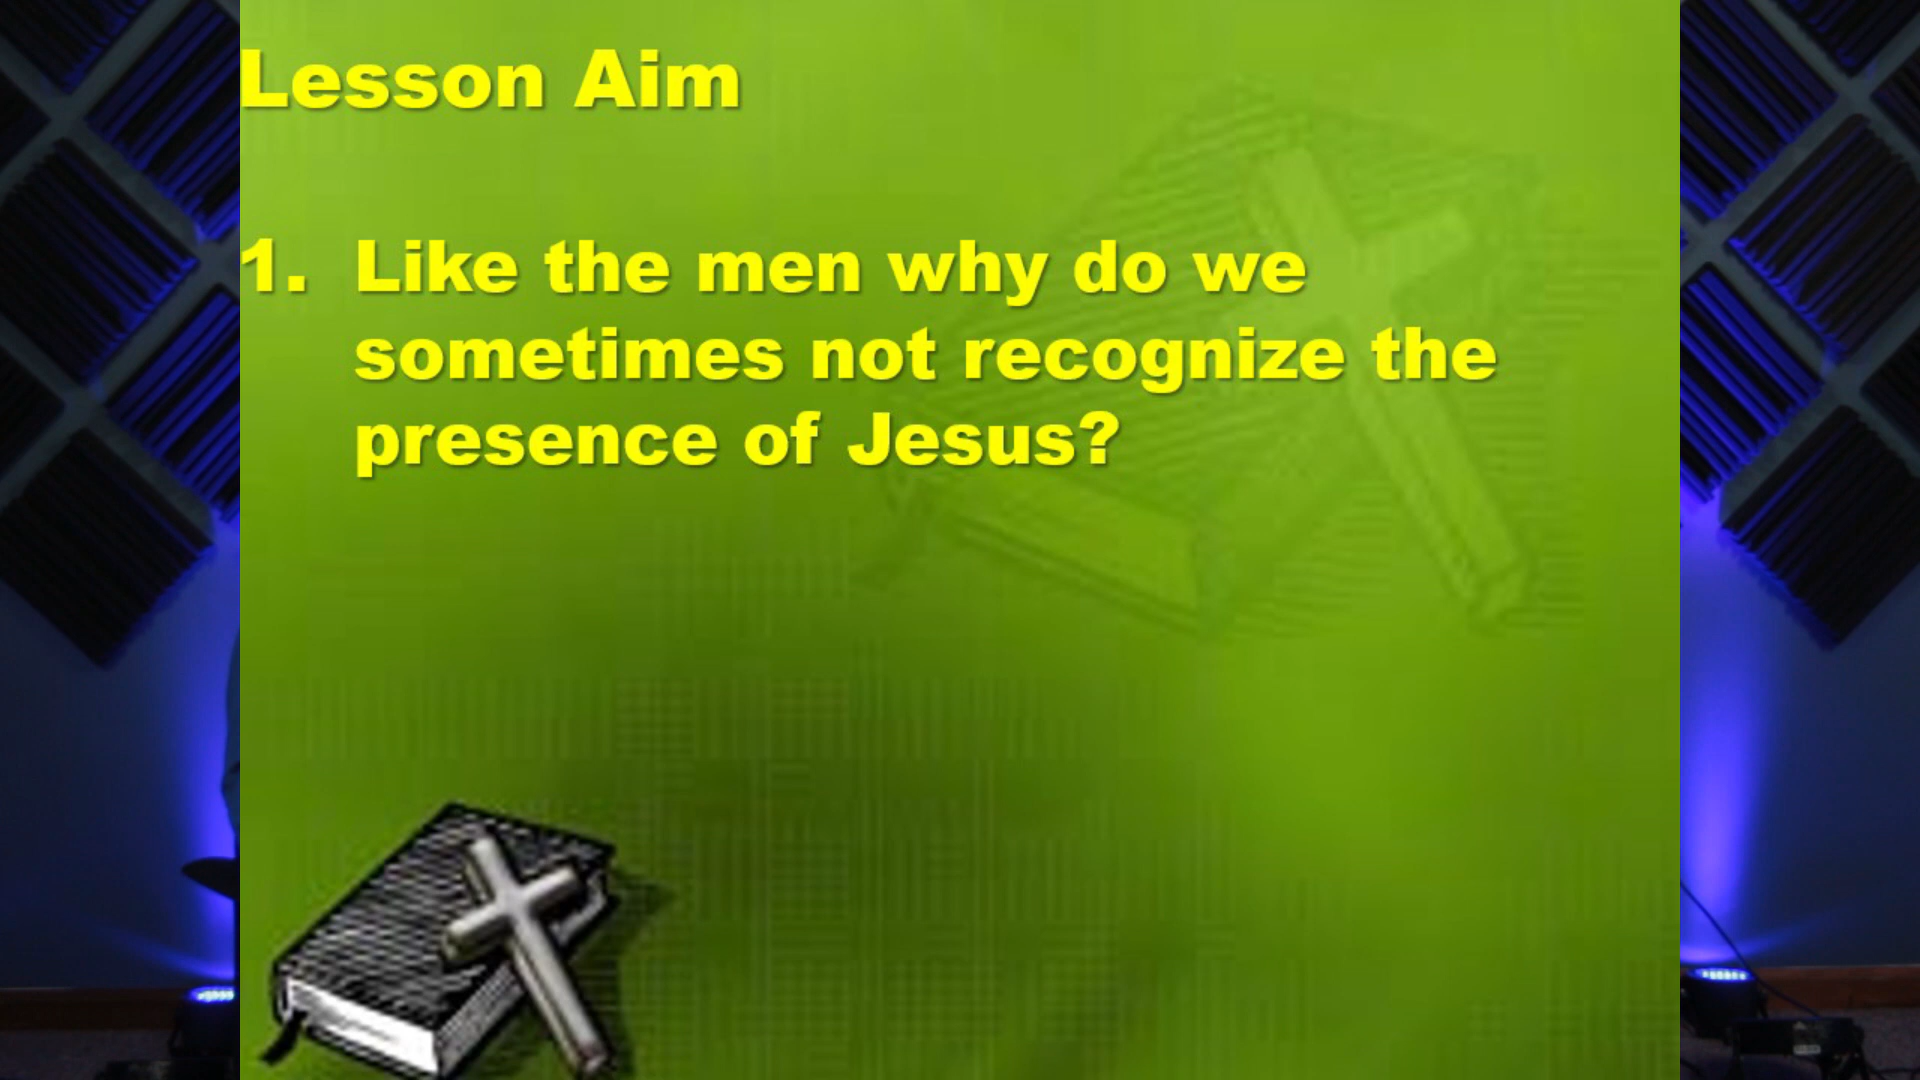 Lesson Aim
1. Like the men why do we
sometimes not recognize the
presence of Jesus?